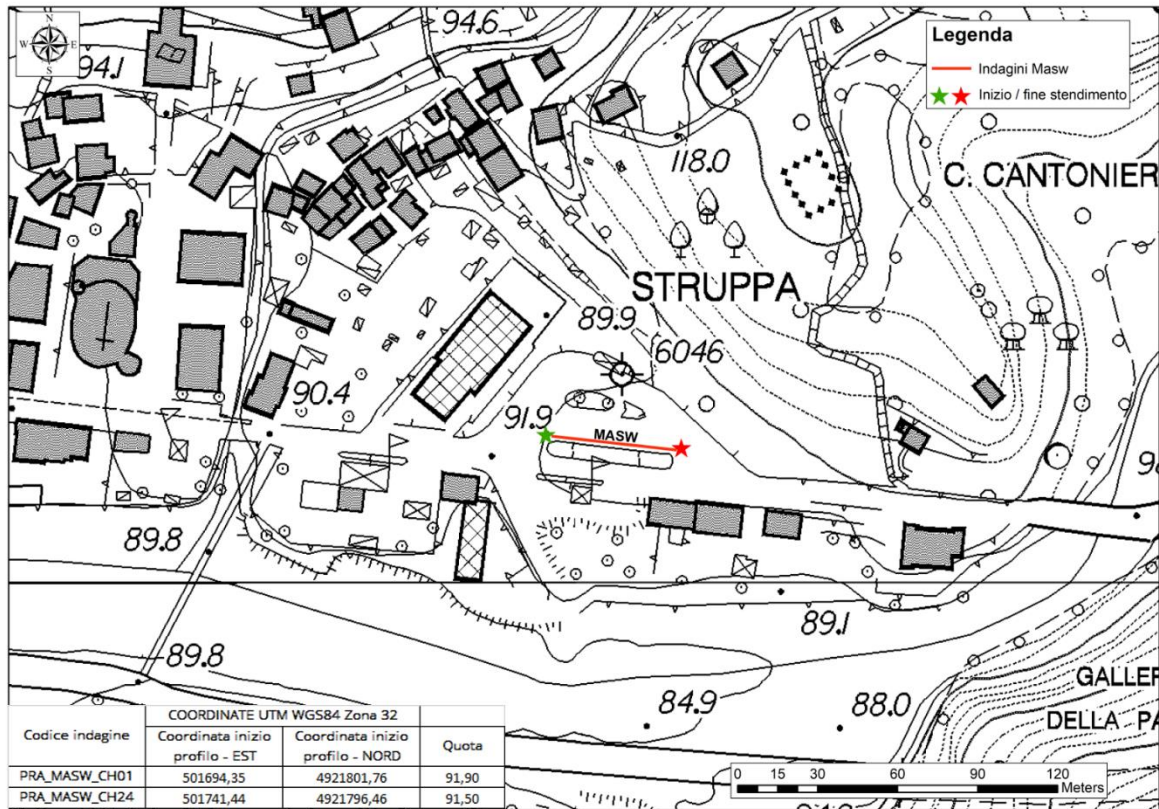 N
W E
S
94.1
94.6
Legenda
Indagini Masw
Inizio / fine stendimento
118.0
C. CANTONIER
STRUPPA
89.9
6046
90.4
91.9
MASW
89.8
89.1
89.8
84.9
88.0
GALLER
DELLA PA
Codice indagine
COORDINATE UTM WGS84 Zona 32
Coordinata inizio profilo - EST
Coordinata inizio profilo - NORD
Quota
PRA_MASW_CH01 501694,35 4921801,76 91,90
PRA_MASW_CH24 501741,44 4921796,46 91,50
0 15 30 60 90 120
Meters